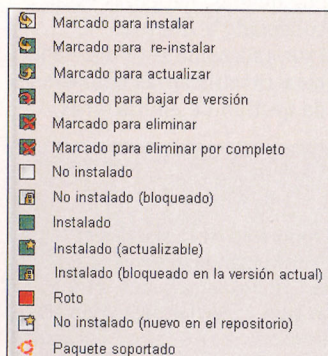 Marcado para instalar
Marcado para re-instalar
Marcado para actualizar
Marcado para bajar de versión
Marcado para eliminar
Marcado para eliminar por completo
No instalado
No instalado (bloqueado)
Instalado
Instalado (actualizable)
Instalado (bloqueado en la versión actual)
Roto
No instalado (nuevo en el repositorio)
Paquete soportado